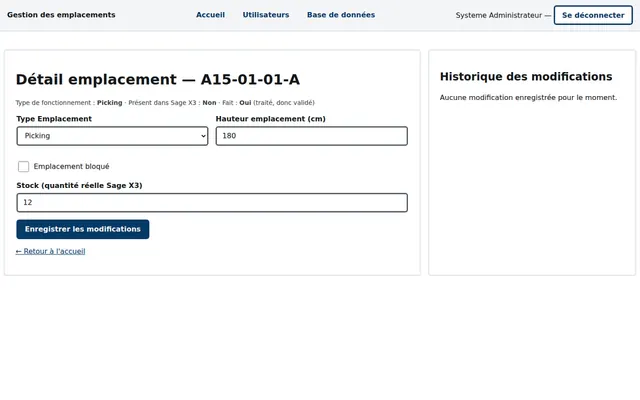 Gestion des emplacements
Accueil
Utilisateurs
Base de données
Systeme Administrateur —
Se déconnecter
Détail emplacement — A15-01-01-A
Type de fonctionnement : Picking · Présent dans Sage X3 : Non · Fait : Oui (traité, donc validé)
Type Emplacement
Picking
Hauteur emplacement (cm)
180
Emplacement bloqué
Stock (quantité réelle Sage X3)
12
Enregistrer les modifications
← Retour à l'accueil
Historique des modifications
Aucune modification enregistrée pour le moment.